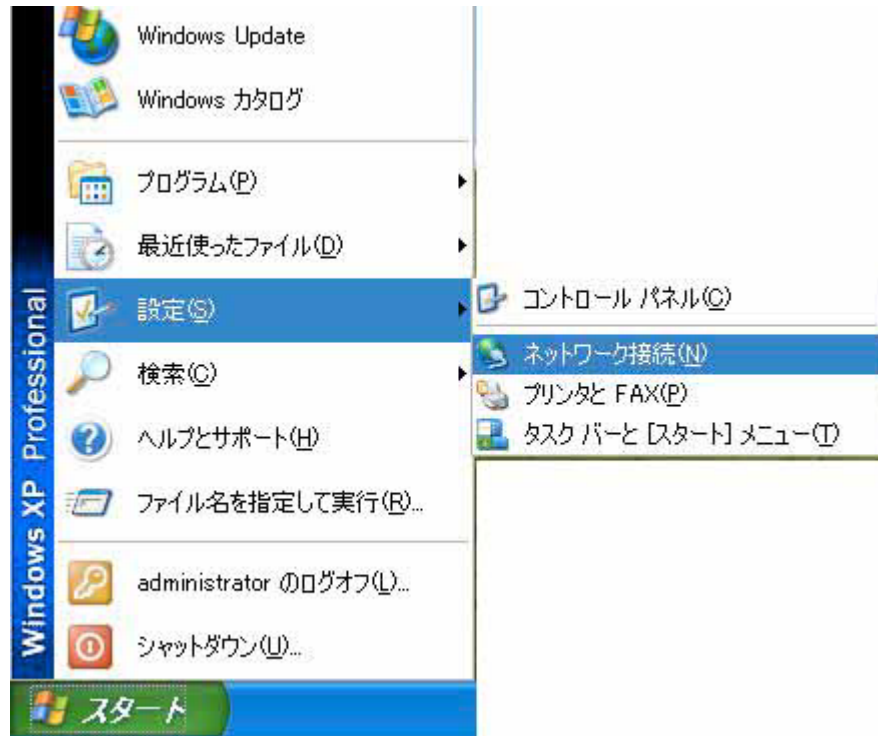 Windows Update
Windows カタログ
プログラム(P)
最近使ったファイル(D)
設定(S)
検索(C)
ヘルプとサポート(H)
ファイル名を指定して実行(R)...
administrator のログオフ(L)...
シャットダウン(U)...
コントロール パネル(C)
ネットワーク接続(N)
プリンタと FAX(P)
タスク バーと [スタート] メニュー(T)
Windows XP Professional
スタート